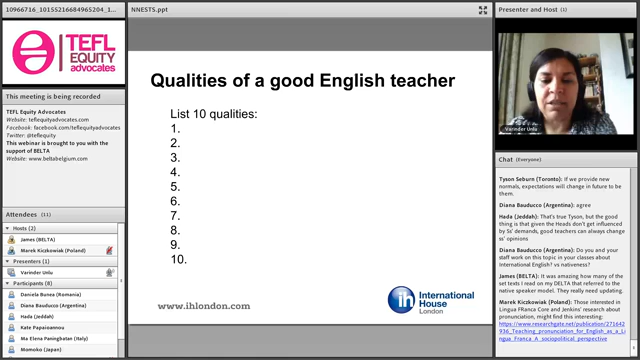 10966716_10155216684965204_1...
NNESTS.ppt
Presenter and Host (1)
TEFL
EQUITY
advocates
This meeting is being recorded
TEFL Equity Advocates
Website: teflequityadvocates.com
Facebook: facebook.com/teflequityadvocates
Twitter: @teflequity
This webinar is brought to you with the
support of BELTA
Website: www.beltabelgium.com
Attendees (11)
Hosts (2)
James (BELTA)
Marek Kiczkowiak (Poland)
Presenters (1)
Varinder Unlu
Participants (8)
Daniela Bunea (Romania)
Diana Bauducco (Argentina)
Hada (Jeddah)
Kate Papaioannou
Ma Elena Paningbatan (Italy)
Momoko (Japan)
Qualities of a good English teacher
List 10 qualities:
1.
2.
3.
4.
5.
6.
7.
8.
9.
10.
www.ihlondon.com
ih
International
House
London
Varinder Unlu
Chat (Everyone)
Tyson Seburn (Toronto): If we provide new
normals, expectations will change in future to be
them.
Diana Bauducco (Argentina): agree
Hada (Jeddah): That's true Tyson, but the good
thing is that given the Heads don't get influenced
by Ss' demands, good teachers can always
change ss' opinions
Diana Bauducco (Argentina): Do you and your
staff work on this topic in your classes
about International English? vs nativeness?
James (BELTA): It was amazing how many of the
set texts I read on my DELTA that referred to the
native speaker model. They really need updating.
Marek Kiczkowiak (Poland): Those interested in
Lingue FRanca Core and Jenkins' research about
pronunciation, might find this interesting:
https://www.researchgate.net/publication/271642
936_Teaching_pronunciation_for_English_as_a_L
ingua_Franca_A_sociopolitical_perspective